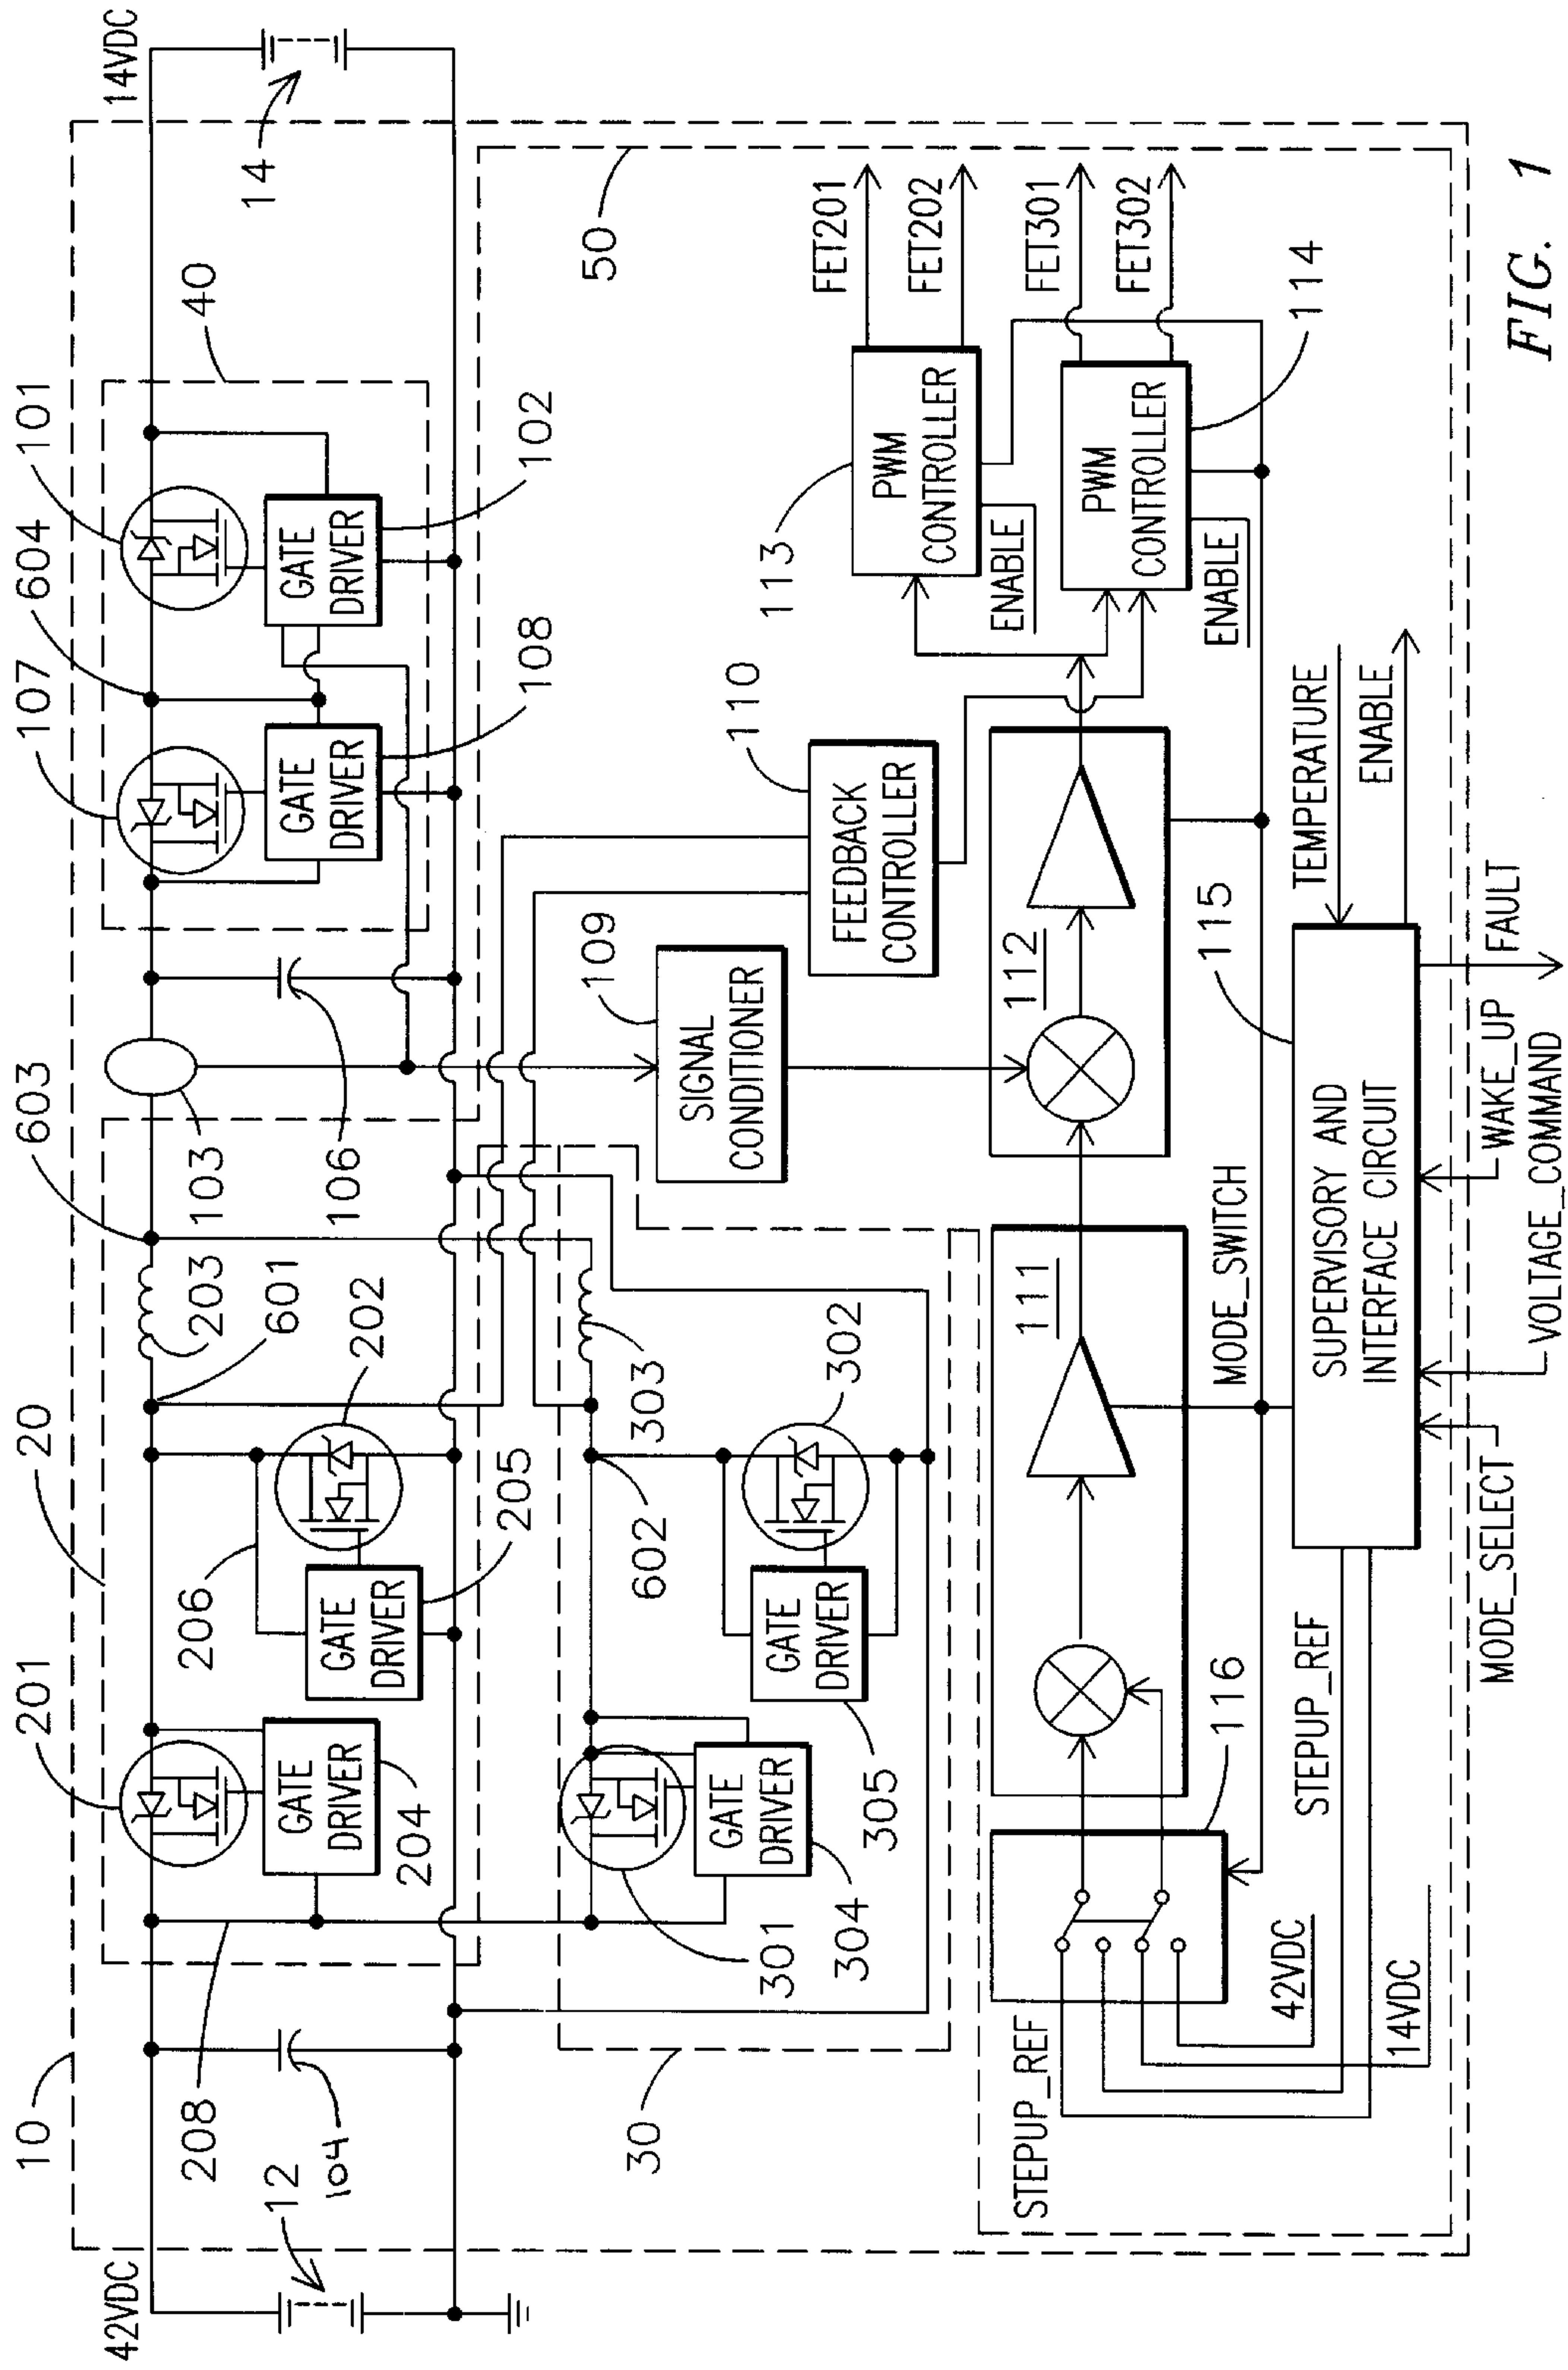 42VDC
14VDC
10
201
20
603
107
604
101
40
14
12
104
208
204
GATE
DRIVER
206
GATE
DRIVER
205
202
601
203
103
106
GATE
DRIVER
108
GATE
DRIVER
102
50
30
301
304
GATE
DRIVER
305
GATE
DRIVER
602
302
303
109
SIGNAL
CONDITIONER
110
FEEDBACK
CONTROLLER
113
PWM
CONTROLLER
ENABLE
FET201
FET202
PWM
CONTROLLER
ENABLE
FET301
FET302
114
STEPUP_REF
116
111
112
MODE_SWITCH
42VDC
14VDC
STEPUP_REF
115
SUPERVISORY AND
INTERFACE CIRCUIT
TEMPERATURE
ENABLE
MODE_SELECT
VOLTAGE_COMMAND
WAKE_UP
FAULT
FIG. 1